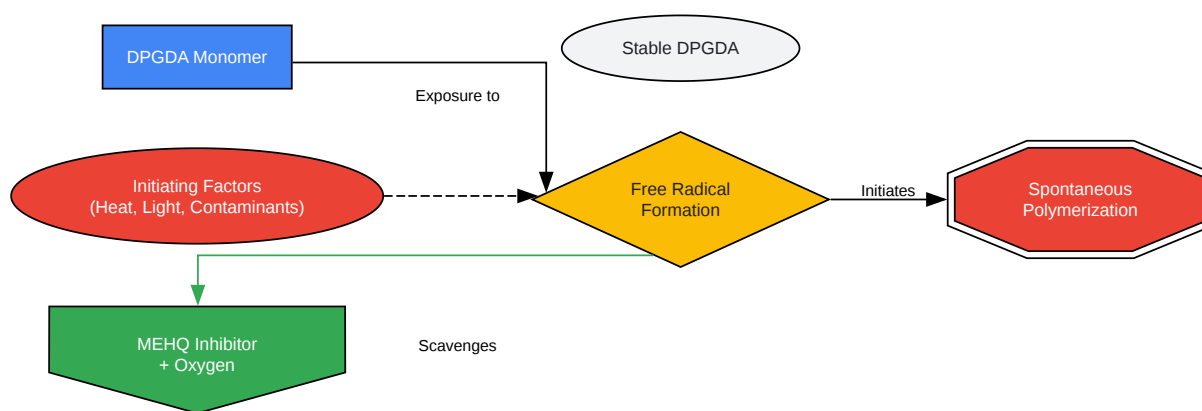 DPGDA Monomer
Stable DPGDA
Exposure to
Initiating Factors
(Heat, Light, Contaminants)
Free Radical
Formation
Initiates
Spontaneous
Polymerization
MEHQ Inhibitor
+ Oxygen
Scavenges